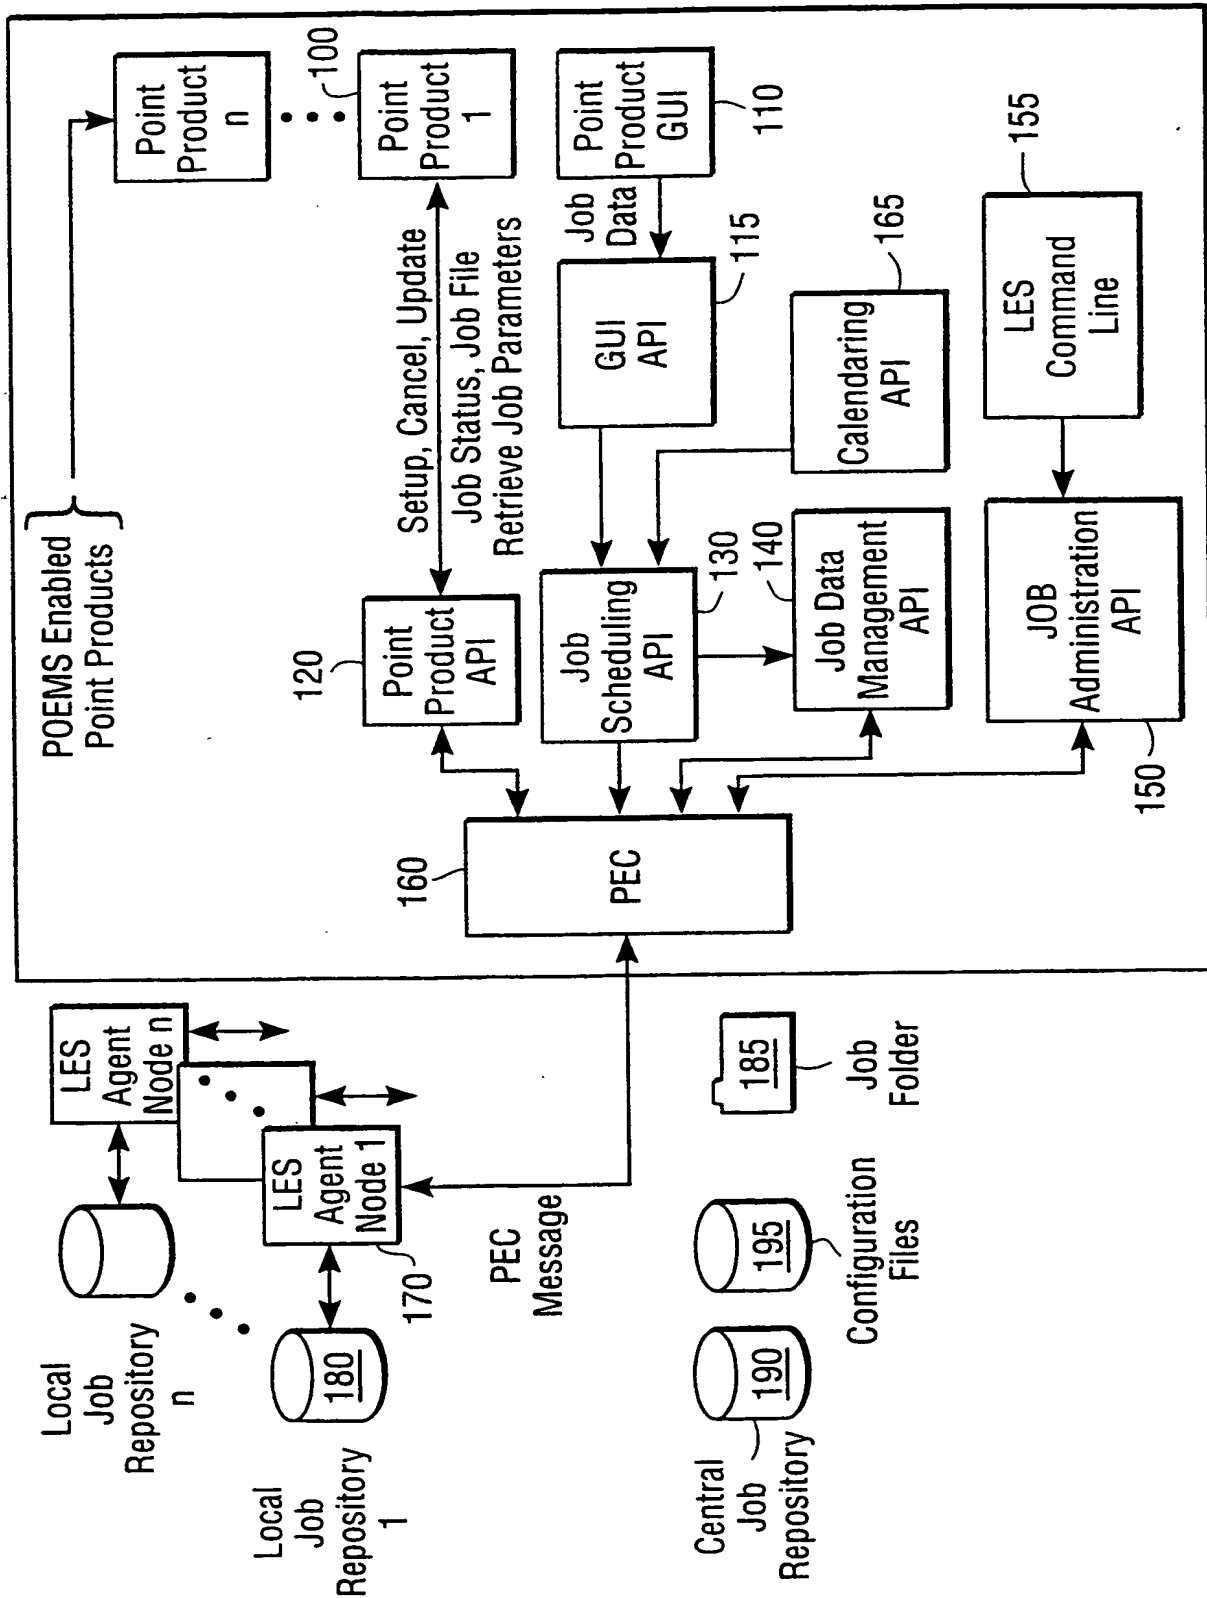 POEMS Enabled
Point Products
Point
Product
n
100
Point
Product
1
Setup, Cancel, Update
Job Status, Job File
Retrieve Job Parameters
120
Point
Product
API
Point
Product
GUI
110
Job
Data
GUI
API
115
Job
Scheduling
API
130
Calendaring
API
165
140
Job Data
Management
API
LES
Command
Line
155
JOB
Administration
API
150
160
PEC
LES
Agent
Node n
LES
Agent
Node 1
170
PEC
Message
Local
Job
Repository
n
180
Local
Job
Repository
1
185
Job
Folder
195
Configuration
Files
190
Central
Job
Repository